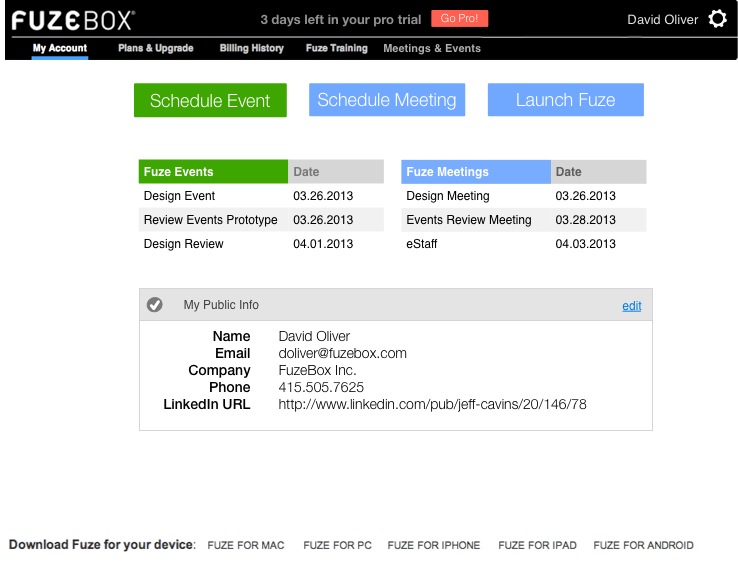 FUZEBOX® 3 days left in your pro trial Go Pro! David Oliver
My Account Plans & Upgrade Billing History Fuze Training Meetings & Events
Schedule Event Schedule Meeting Launch Fuze
Fuze Events Date Fuze Meetings Date
Design Event 03.26.2013 Design Meeting 03.26.2013
Review Events Prototype 03.26.2013 Events Review Meeting 03.28.2013
Design Review 04.01.2013 eStaff 04.03.2013
My Public Info edit
Name David Oliver
Email doliver@fuzebox.com
Company FuzeBox Inc.
Phone 415.505.7625
LinkedIn URL http://www.linkedin.com/pub/jeff-cavins/20/146/78
Download Fuze for your device: FUZE FOR MAC FUZE FOR PC FUZE FOR IPHONE FUZE FOR IPAD FUZE FOR ANDROID